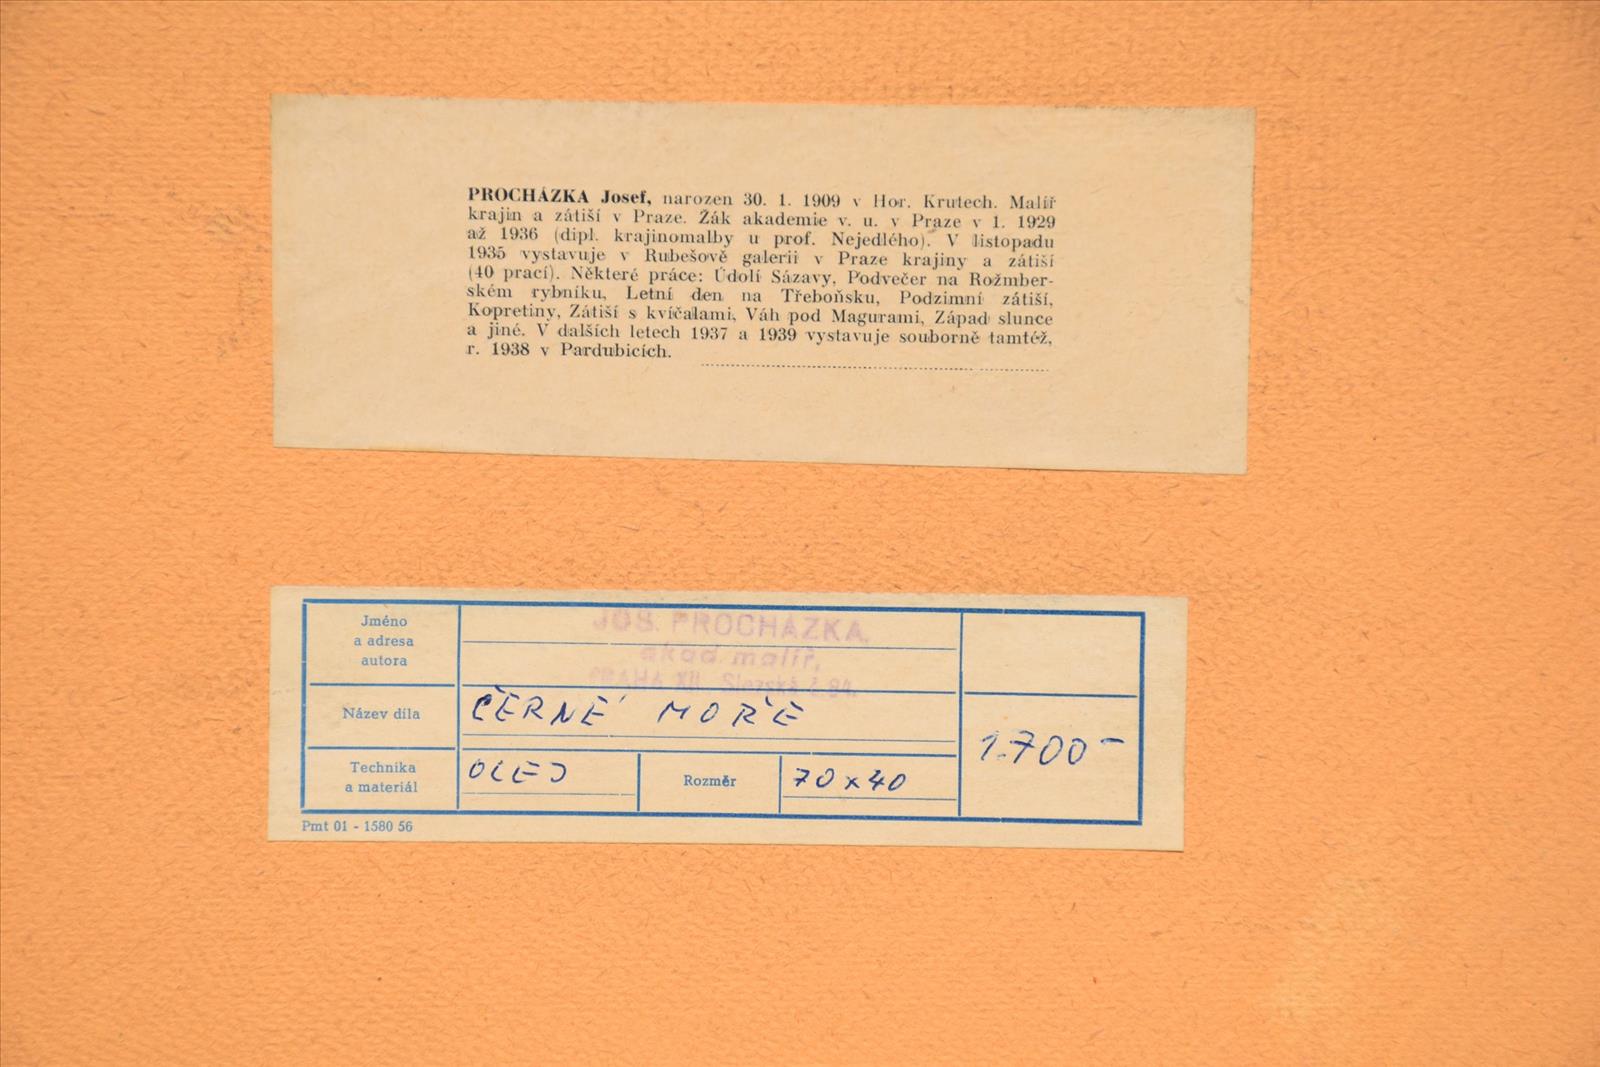 PROCHÁZKA Josef, narozen 30. 1. 1909 v Hor. Krutech. Malíř
krajin a zátiší v Praze. Žák akademie v. u. v Praze v l. 1929
až 1936 (dipl. krajinomalby u prof. Nejedlého). V listopadu
1935 vystavuje v Rubešově galerii v Praze krajiny a zátiší
(40 prací). Některé práce: Údolí Sázavy, Podvečer na Rožmber-
ském rybníku, Letní den na Třeboňsku, Podzimní zátiší,
Kopretiny, Zátiší s kvíčalami, Váh pod Magurami, Západ slunce
a jiné. V dalších letech 1937 a 1939 vystavuje souborně tamtéž,
r. 1938 v Pardubicích.
Jméno
a adresa
autora
JOS. PROCHÁZKA,
akad. malíř,
PRAHA XII, Slezská č. 94.
Název díla
ČERNÉ MOŘE
Technika
a materiál
OLEJ
Rozměr
70 x 40
1.700-
Pmt 01 - 1580 56